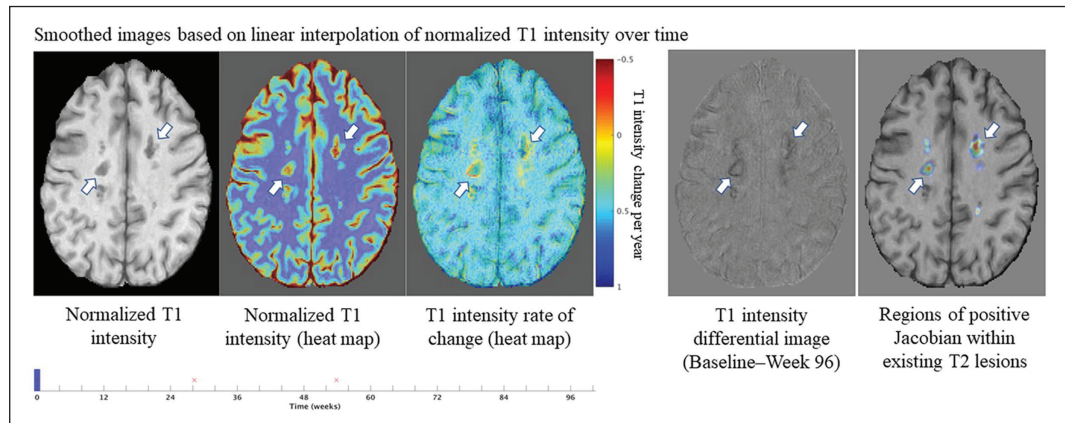 Smoothed images based on linear interpolation of normalized T1 intensity over time
Normalized T1
intensity
Normalized T1
intensity (heat map)
T1 intensity rate of
change (heat map)
−0.5
0
0.5
1
T1 intensity change per year
T1 intensity
differential image
(Baseline–Week 96)
Regions of positive
Jacobian within
existing T2 lesions
0 12 24 36 48 60 72 84 96
Time (weeks)